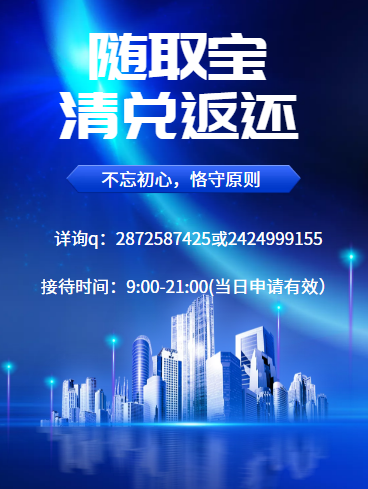 随取宝
清兑返还
不忘初心，恪守原则
详询q：2872587425或2424999155
接待时间：9:00-21:00(当日申请有效）